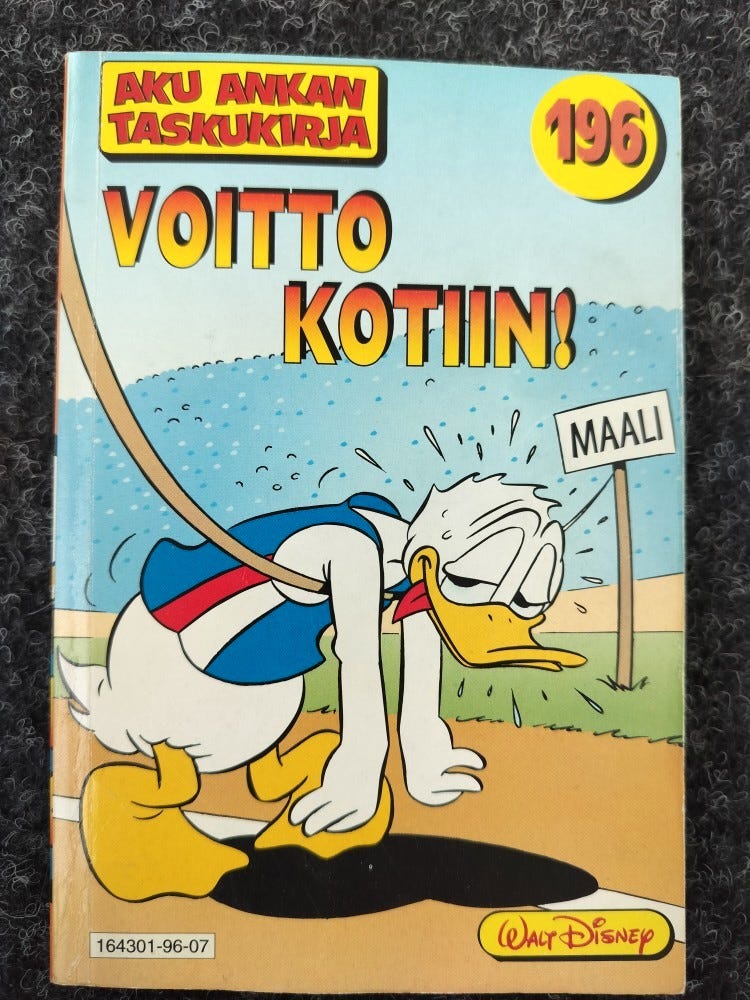 AKU ANKAN
TASKUKIRJA
196
VOITTO
KOTIIN!
MAALI
164301-96-07
WALT DISNEY